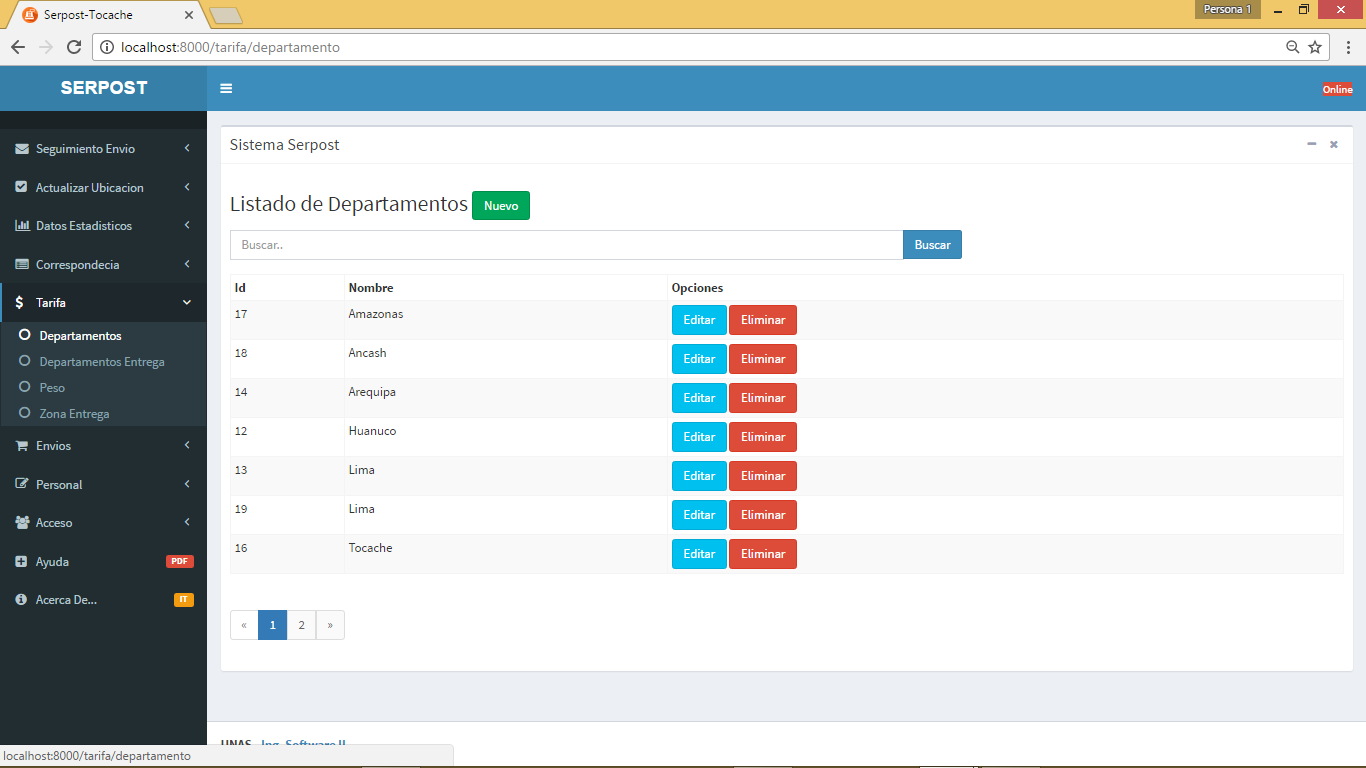 Serpost-Tocache
Persona 1
localhost:8000/tarifa/departamento
SERPOST
Online
Seguimiento Envio
Actualizar Ubicacion
Datos Estadisticos
Correspondecia
Tarifa
Departamentos
Departamentos Entrega
Peso
Zona Entrega
Envios
Personal
Acceso
Ayuda PDF
Acerca De... IT
Sistema Serpost
Listado de Departamentos Nuevo
Buscar.. Buscar
Id Nombre Opciones
17 Amazonas Editar Eliminar
18 Ancash Editar Eliminar
14 Arequipa Editar Eliminar
12 Huanuco Editar Eliminar
13 Lima Editar Eliminar
19 Lima Editar Eliminar
16 Tocache Editar Eliminar
« 1 2 »
UNAS Ing. Software II
localhost:8000/tarifa/departamento